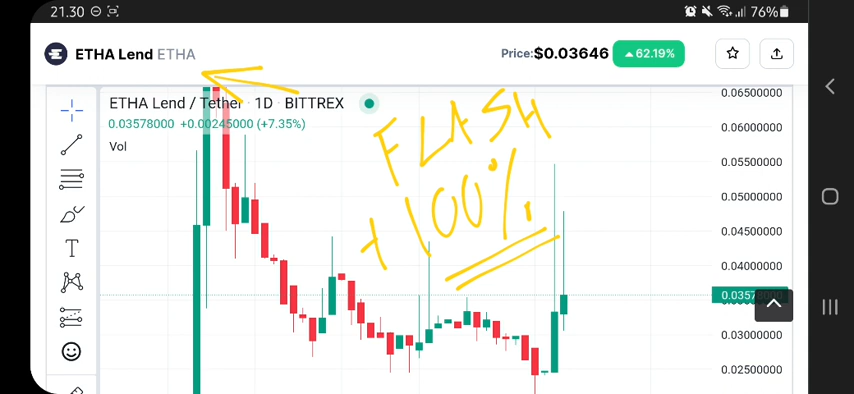 21.30 76%
ETHA Lend ETHA Price:$0.03646 62.19%
ETHA Lend / Tether · 1D · BITTREX
0.03578000 +0.00245000 (+7.35%)
Vol
T
FLASH
+100%
0.06500000
0.06000000
0.05500000
0.05000000
0.04500000
0.04000000
0.03000000
0.02500000